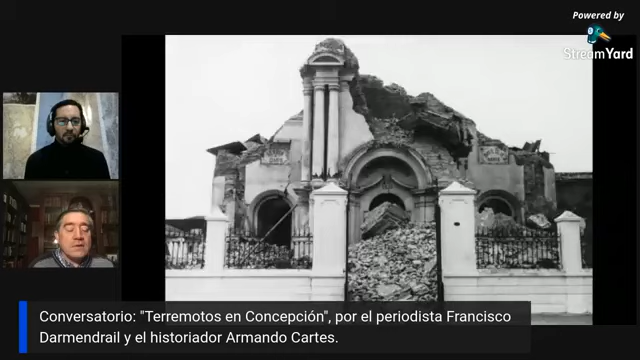 Powered by
StreamYard
Conversatorio: "Terremotos en Concepción", por el periodista Francisco
Darmendrail y el historiador Armando Cartes.